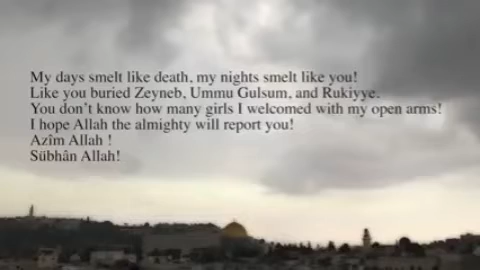 My days smelt like death, my nights smelt like you!
Like you buried Zeyneb, Ummu Gulsum, and Rukiyye.
You don't know how many girls I welcomed with my open arms!
I hope Allah the almighty will report you!
Azîm Allah !
Sübhân Allah!